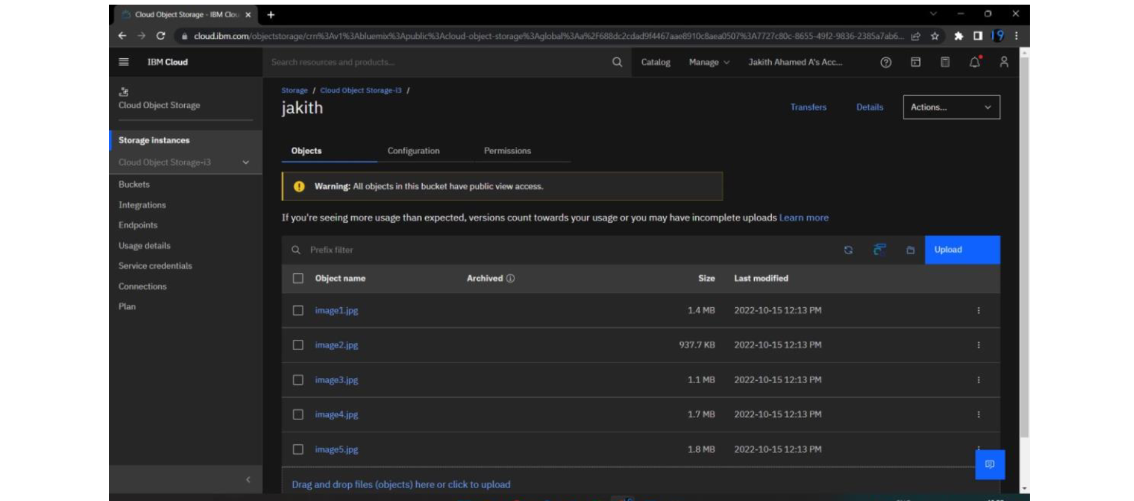 Cloud Object Storage - IBM Clou
cloud.ibm.com/objectstorage/crn%3Av1%3Abluemix%3Apublic%3Acloud-object-storage%3Aglobal%3Aa%2F688dc2cdad9f4467aae8910c8aea0507%3A7727c80c-8655-49f2-9836-2385a7ab6...
IBM Cloud
Search resources and products...
Catalog
Manage
Jakith Ahamed A's Acc...
Cloud Object Storage
Storage instances
Cloud Object Storage-i3
Buckets
Integrations
Endpoints
Usage details
Service credentials
Connections
Plan
Storage / Cloud Object Storage-i3 /
jakith
Transfers
Details
Actions...
Objects
Configuration
Permissions
Warning: All objects in this bucket have public view access.
If you're seeing more usage than expected, versions count towards your usage or you may have incomplete uploads Learn more
Prefix filter
Upload
Object name Archived Size Last modified
image1.jpg 1.4 MB 2022-10-15 12:13 PM
image2.jpg 937.7 KB 2022-10-15 12:13 PM
image3.jpg 1.1 MB 2022-10-15 12:13 PM
image4.jpg 1.7 MB 2022-10-15 12:13 PM
image5.jpg 1.8 MB 2022-10-15 12:13 PM
Drag and drop files (objects) here or click to upload